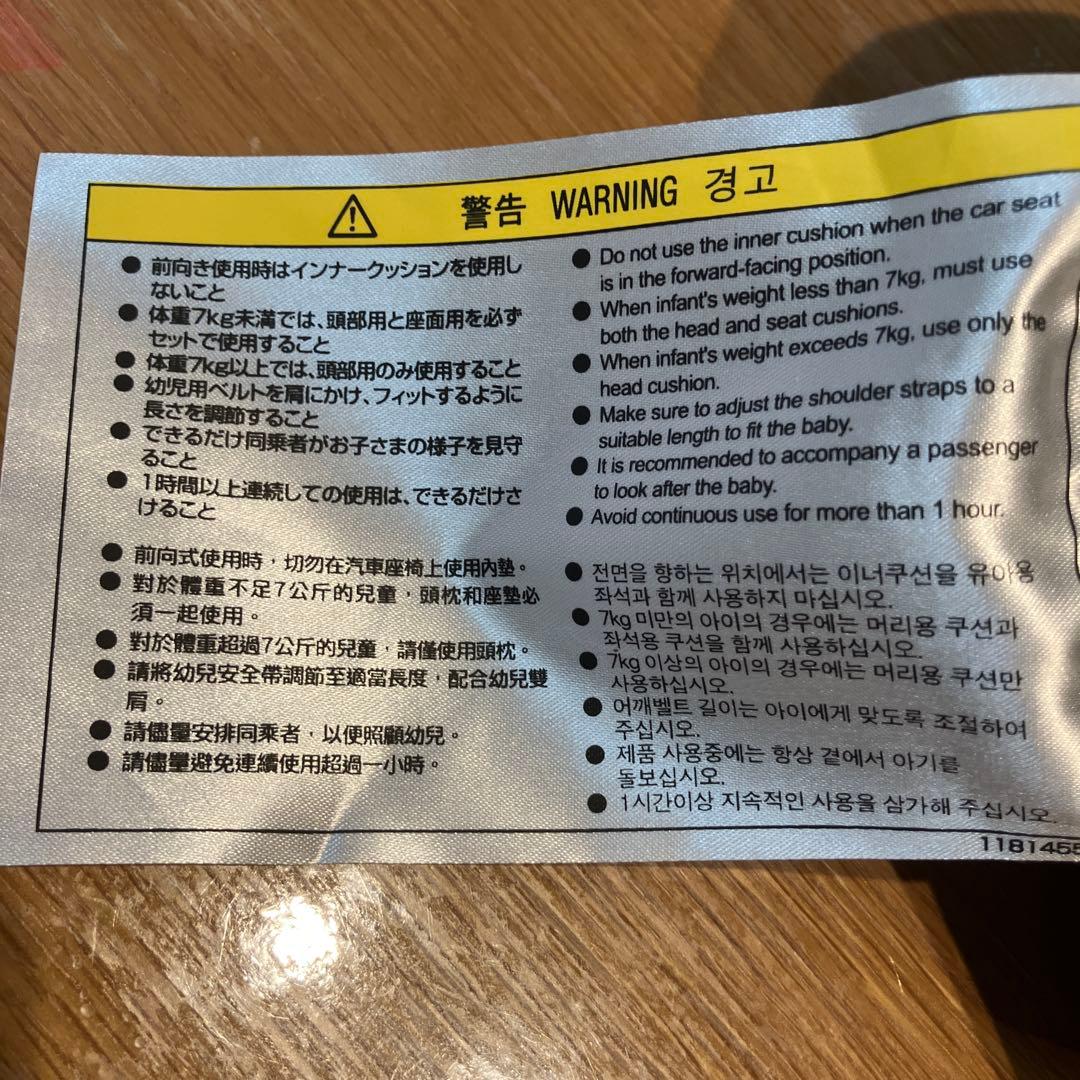 警告 WARNING 경고
● 前向き使用時はインナークッションを使用し
ないこと
● 体重7kg未満では、頭部用と座面用を必ず
セットで使用すること
● 体重7kg以上では、頭部用のみ使用すること
● 幼児用ベルトを肩にかけ、フィットするように
長さを調節すること
● できるだけ同乗者がお子さまの様子を見守
ること
● 1時間以上連続しての使用は、できるだけさ
けること
● Do not use the inner cushion when the car seat
is in the forward-facing position.
● When infant's weight less than 7kg, must use
both the head and seat cushions.
● When infant's weight exceeds 7kg, use only the
head cushion.
● Make sure to adjust the shoulder straps to a
suitable length to fit the baby.
● It is recommended to accompany a passenger
to look after the baby.
● Avoid continuous use for more than 1 hour.
● 前向式使用時，切勿在汽車座椅上使用內墊。
● 對於體重不足7公斤的兒童，頭枕和座墊必
須一起使用。
● 對於體重超過7公斤的兒童，請僅使用頭枕。
● 請將幼兒安全帶調節至適當長度，配合幼兒雙
肩。
● 請儘量安排同乘者，以便照顧幼兒。
● 請儘量避免連續使用超過一小時。
● 전면을 향하는 위치에서는 이너쿠션을 유아용
좌석과 함께 사용하지 마십시오.
● 7kg 미만의 아이의 경우에는 머리용 쿠션과
좌석용 쿠션을 함께 사용하십시오.
● 7kg 이상의 아이의 경우에는 머리용 쿠션만
사용하십시오.
● 어깨벨트 길이는 아이에게 맞도록 조절하여
주십시오.
● 제품 사용중에는 항상 곁에서 아기를
돌보십시오.
● 1시간이상 지속적인 사용을 삼가해 주십시오.
1181455